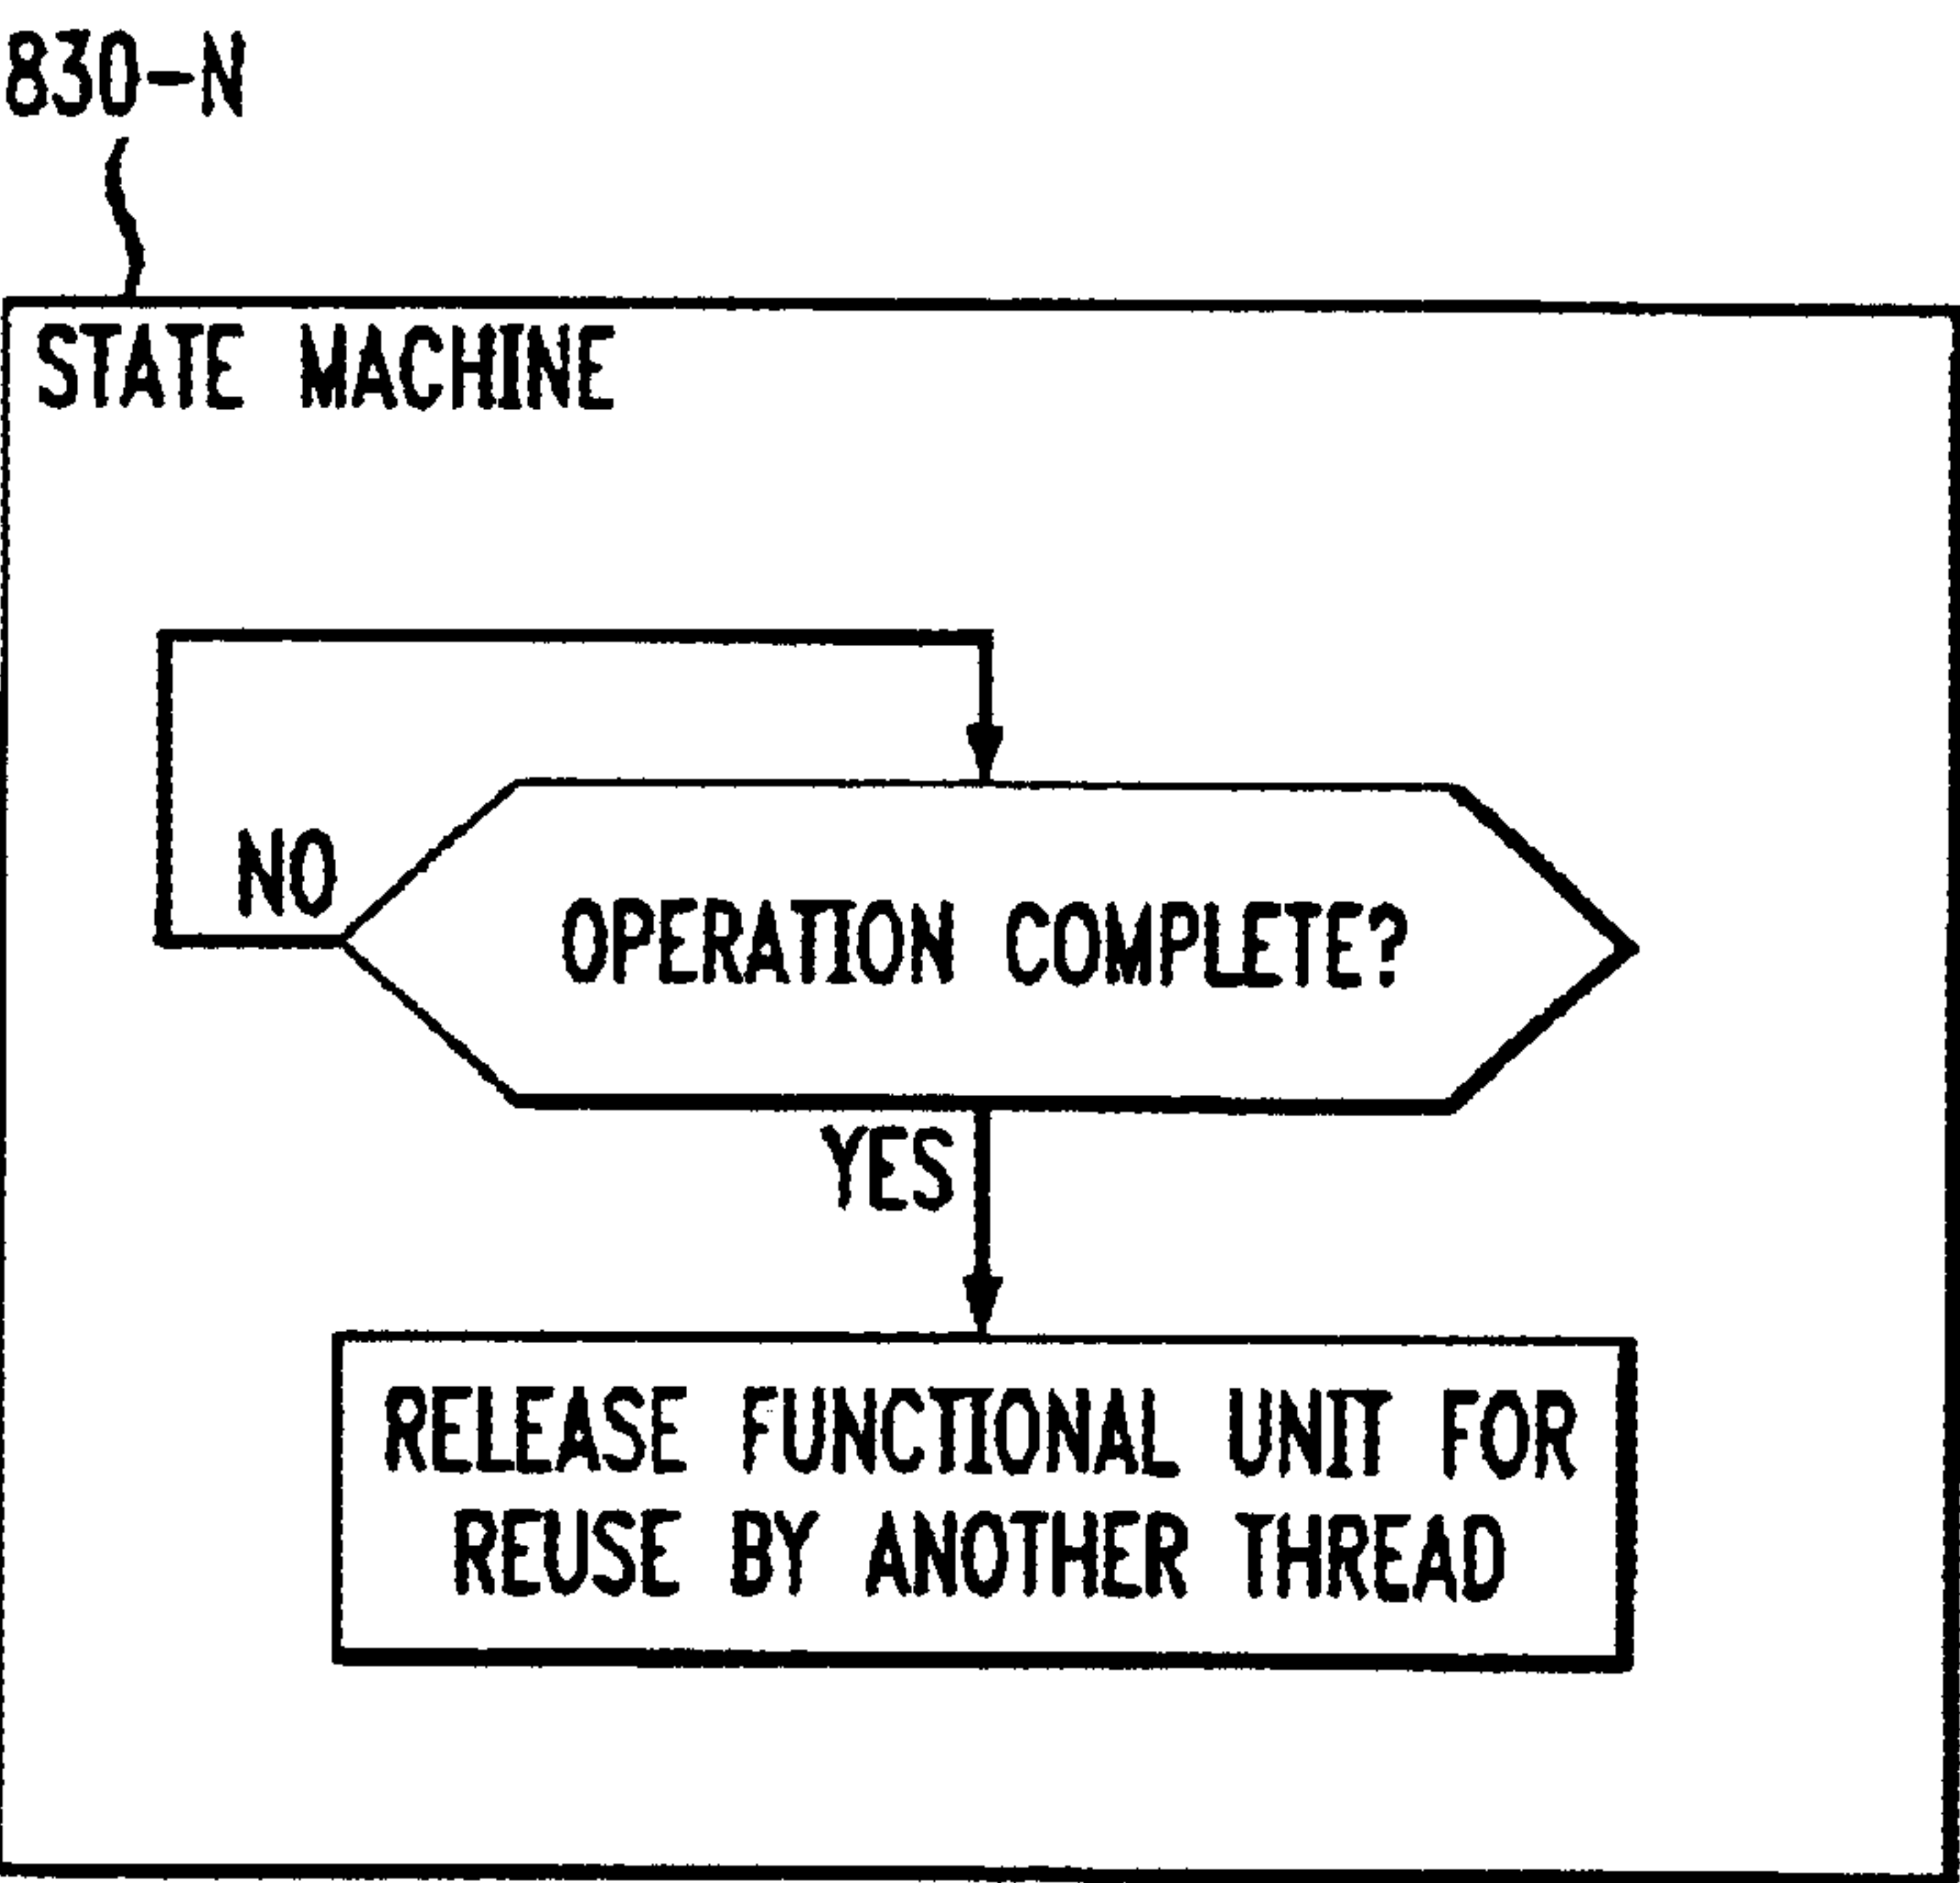 830-N
STATE MACHINE
NO
OPERATION COMPLETE?
YES
RELEASE FUNCTIONAL UNIT FOR
REUSE BY ANOTHER THREAD